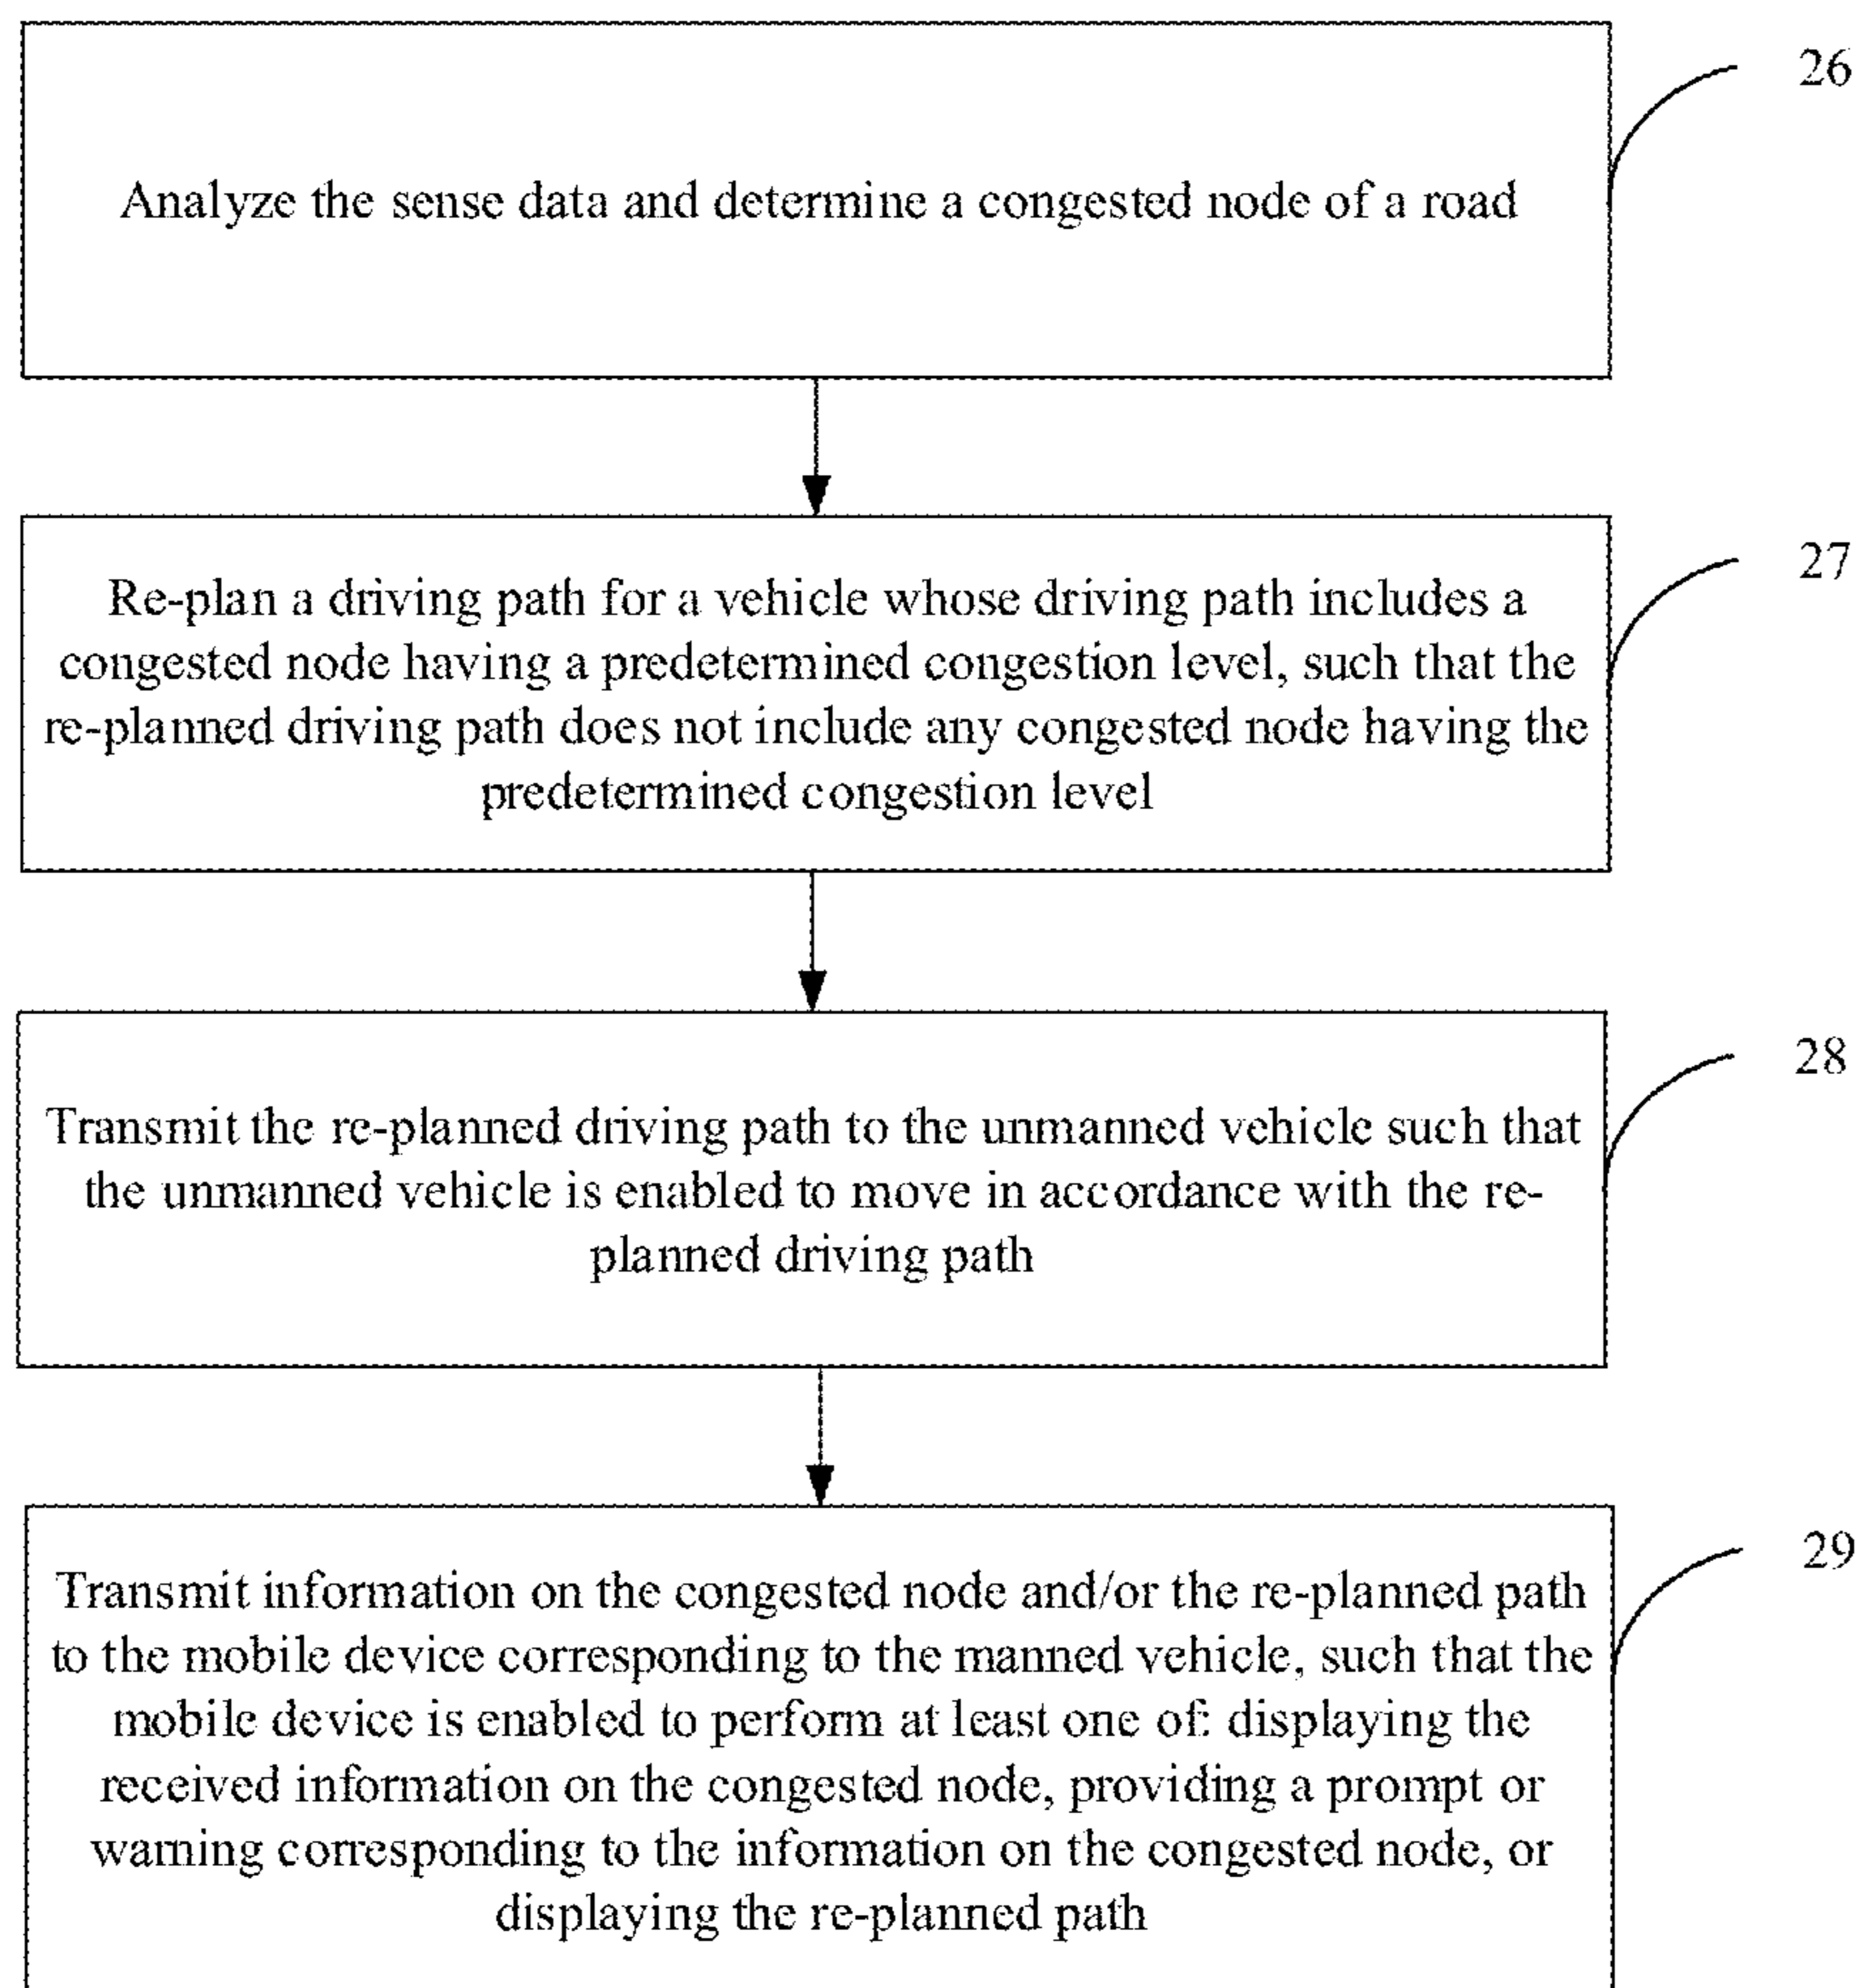 26
Analyze the sense data and determine a congested node of a road
27
Re-plan a driving path for a vehicle whose driving path includes a
congested node having a predetermined congestion level, such that the
re-planned driving path does not include any congested node having the
predetermined congestion level
28
Transmit the re-planned driving path to the unmanned vehicle such that
the unmanned vehicle is enabled to move in accordance with the re-
planned driving path
29
Transmit information on the congested node and/or the re-planned path
to the mobile device corresponding to the manned vehicle, such that the
mobile device is enabled to perform at least one of: displaying the
received information on the congested node, providing a prompt or
warning corresponding to the information on the congested node, or
displaying the re-planned path